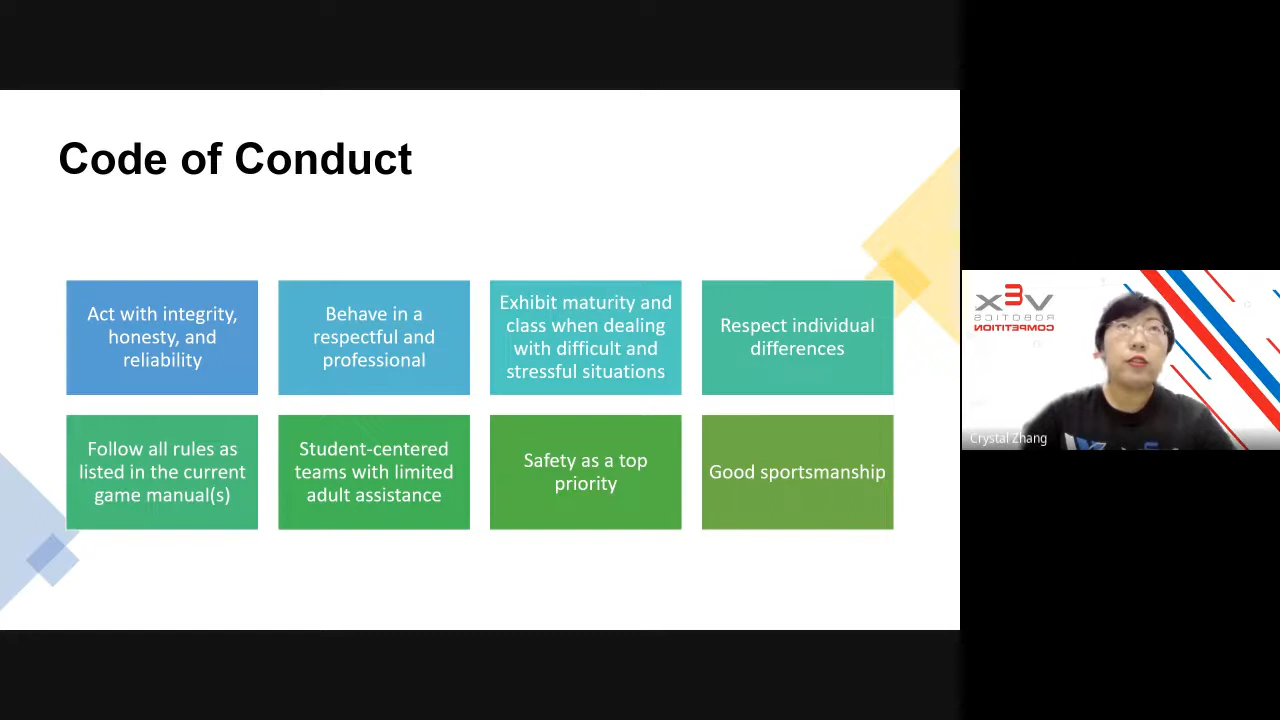 Code of Conduct
Act with integrity,
honesty, and
reliability
Behave in a
respectful and
professional
Exhibit maturity and
class when dealing
with difficult and
stressful situations
Respect individual
differences
Follow all rules as
listed in the current
game manual(s)
Student-centered
teams with limited
adult assistance
Safety as a top
priority
Good sportsmanship
VEX
ROBOTICS
COMPETITION
Crystal Zhang